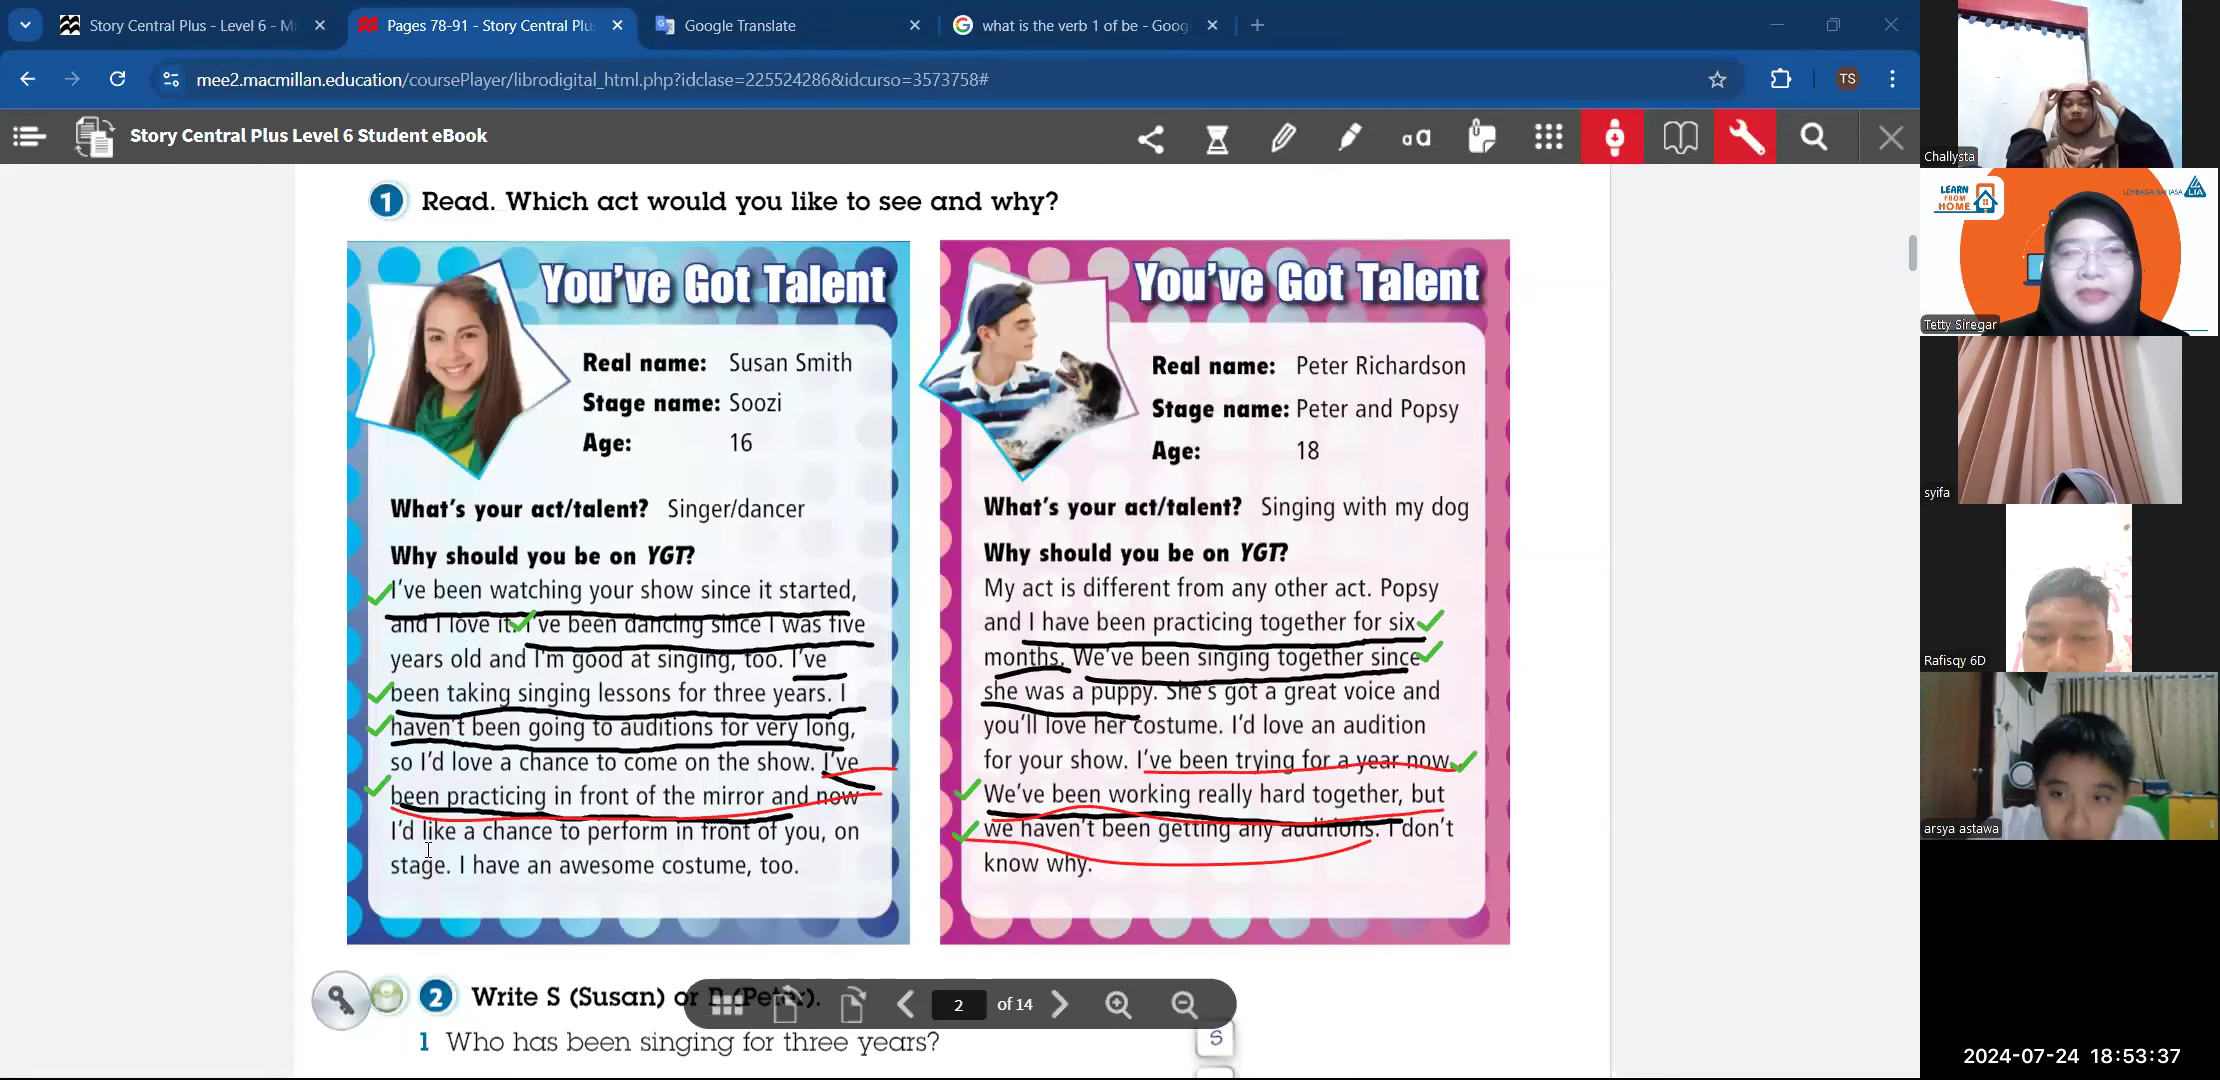 Story Central Plus - Level 6 - M
Pages 78-91 - Story Central Plu
Google Translate
what is the verb 1 of be - Goog
mee2.macmillan.education/coursePlayer/librodigital_html.php?idclase=225524286&idcurso=3573758#
TS
Story Central Plus Level 6 Student eBook
aa
1 Read. Which act would you like to see and why?
You've Got Talent
Real name: Susan Smith
Stage name: Soozi
Age: 16
What's your act/talent? Singer/dancer
Why should you be on YGT?
I've been watching your show since it started,
and I love it. I've been dancing since I was five
years old and I'm good at singing, too. I've
been taking singing lessons for three years. I
haven't been going to auditions for very long,
so I'd love a chance to come on the show. I've
been practicing in front of the mirror and now
I'd like a chance to perform in front of you, on
stage. I have an awesome costume, too.
You've Got Talent
Real name: Peter Richardson
Stage name: Peter and Popsy
Age: 18
What's your act/talent? Singing with my dog
Why should you be on YGT?
My act is different from any other act. Popsy
and I have been practicing together for six
months. We've been singing together since
she was a puppy. She's got a great voice and
you'll love her costume. I'd love an audition
for your show. I've been trying for a year now.
We've been working really hard together, but
we haven't been getting any auditions. I don't
know why.
2 Write S (Susan) or P (Peter).
2 of 14
1 Who has been singing for three years? S
Challysta
LEARN
FROM
HOME
LEMBAGA BAHASA LIA
Tetty Siregar
syifa
Rafisqy 6D
arsya astawa
2024-07-24 18:53:37